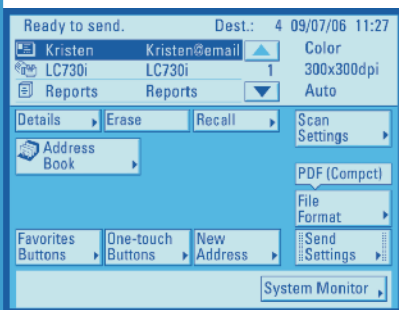 Ready to send. Dest.: 4 09/07/06 11:27
Kristen Kristen@email Color
LC730i LC730i 1 300x300dpi
Reports Reports Auto
Details Erase Recall Scan Settings
Address Book
PDF (Compct)
File Format
Favorites Buttons One-touch Buttons New Address Send Settings
System Monitor